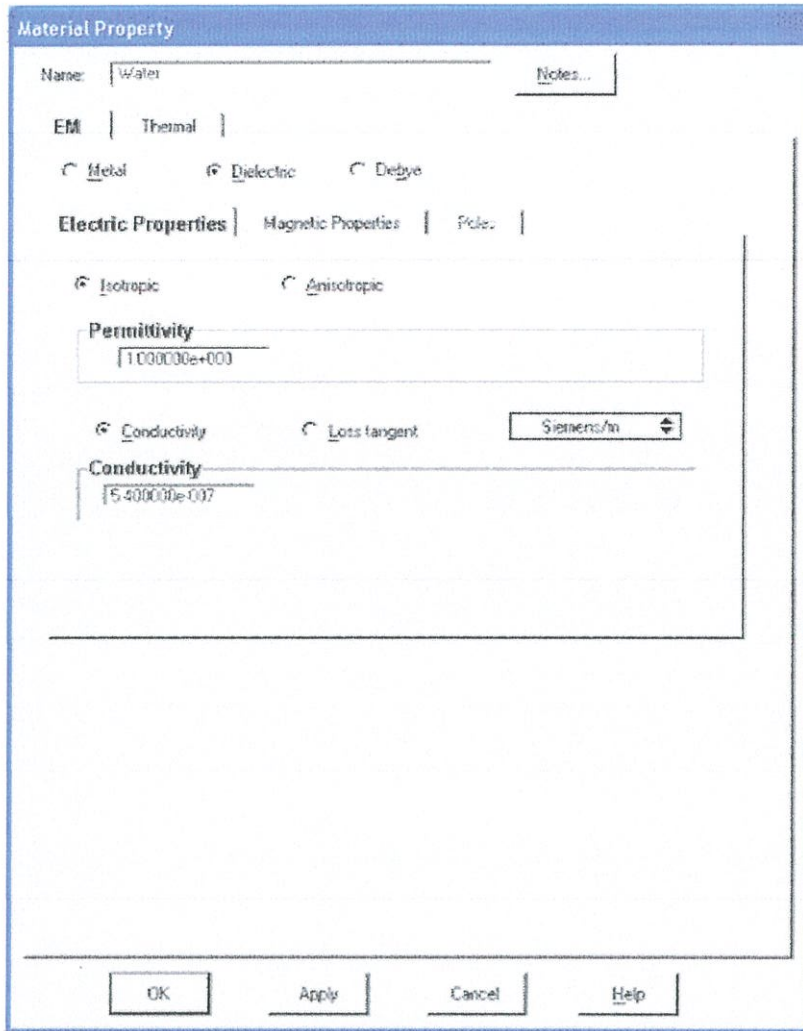 Material Property
Name: Water Notes...
EM Thermal
Metal Dielectric Debye
Electric Properties Magnetic Properties Poles
Isotropic Anisotropic
Permittivity
1.000000e+000
Conductivity Loss tangent Siemens/m
Conductivity
5.400000e-007
OK Apply Cancel Help